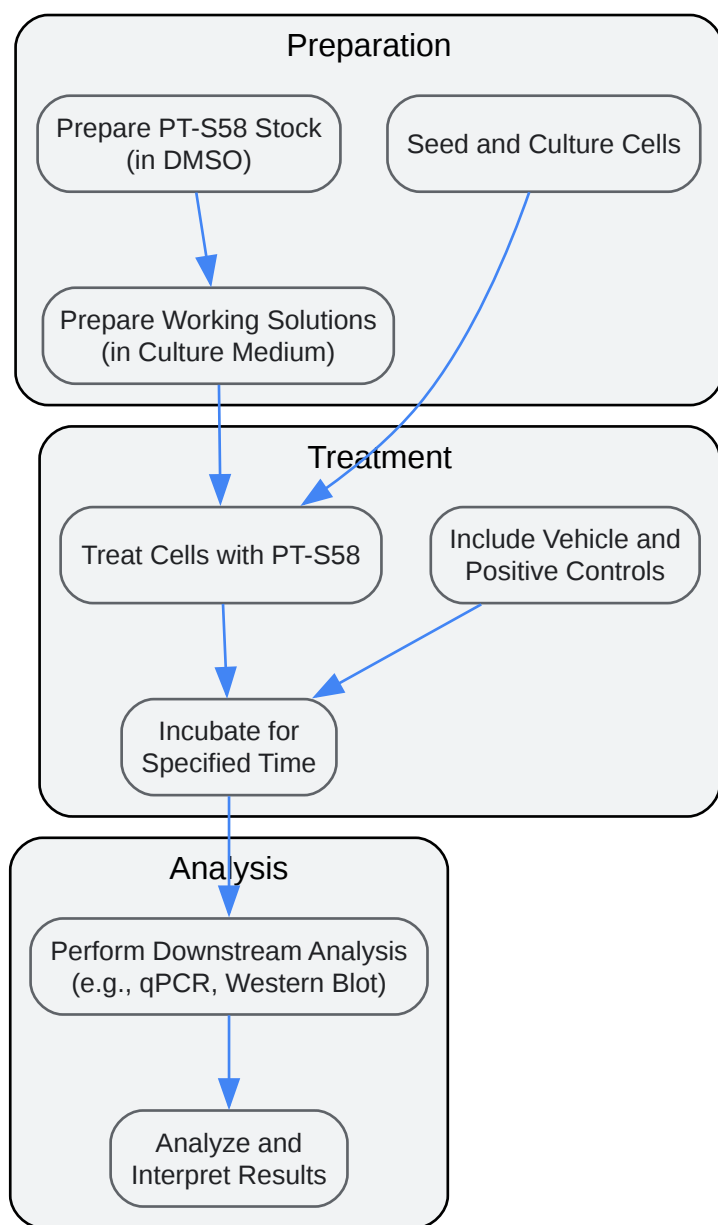 Preparation
Prepare PT-S58 Stock
(in DMSO)
Seed and Culture Cells
Prepare Working Solutions
(in Culture Medium)
Treatment
Treat Cells with PT-S58
Include Vehicle and
Positive Controls
Incubate for
Specified Time
Analysis
Perform Downstream Analysis
(e.g., qPCR, Western Blot)
Analyze and
Interpret Results